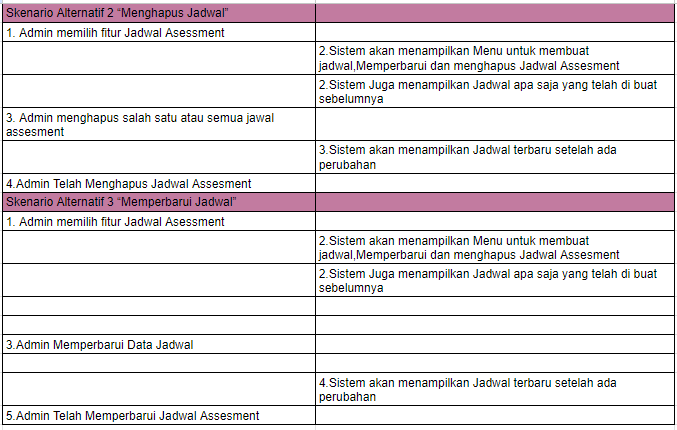 Skenario Alternatif 2 “Menghapus Jadwal”
1. Admin memilih fitur Jadwal Asessment
2.Sistem akan menampilkan Menu untuk membuat
jadwal,Memperbarui dan menghapus Jadwal Assesment
2.Sistem Juga menampilkan Jadwal apa saja yang telah di buat
sebelumnya
3. Admin menghapus salah satu atau semua jawal
assesment
3.Sistem akan menampilkan Jadwal terbaru setelah ada
perubahan
4.Admin Telah Menghapus Jadwal Assesment
Skenario Alternatif 3 “Memperbarui Jadwal”
1. Admin memilih fitur Jadwal Asessment
2.Sistem akan menampilkan Menu untuk membuat
jadwal,Memperbarui dan menghapus Jadwal Assesment
2.Sistem Juga menampilkan Jadwal apa saja yang telah di buat
sebelumnya
3.Admin Memperbarui Data Jadwal
4.Sistem akan menampilkan Jadwal terbaru setelah ada
perubahan
5.Admin Telah Memperbarui Jadwal Assesment